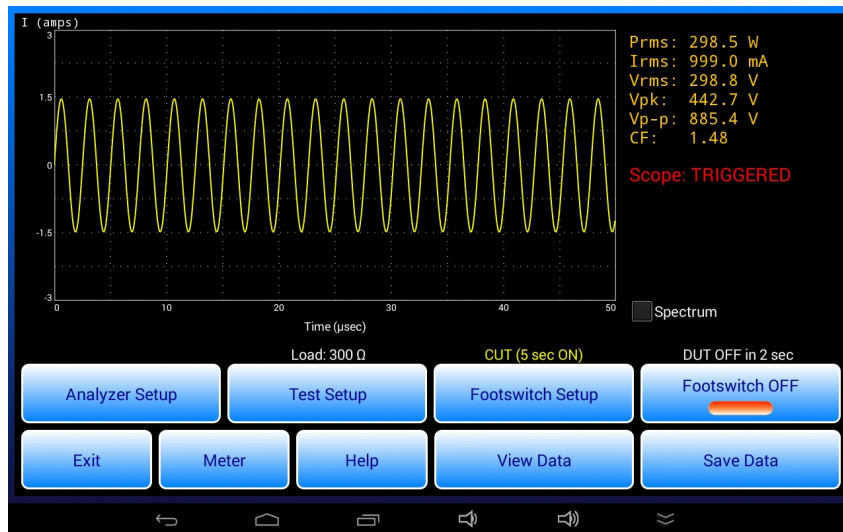 I (amps)
3
1.5
0
-1.5
-3
0 10 20 30 40 50
Time (µsec)
Prms: 298.5 W
Irms: 999.0 mA
Vrms: 298.8 V
Vpk: 442.7 V
Vp-p: 885.4 V
CF: 1.48
Scope: TRIGGERED
Spectrum
Load: 300 Ω
CUT (5 sec ON)
DUT OFF in 2 sec
Analyzer Setup
Test Setup
Footswitch Setup
Footswitch OFF
Exit
Meter
Help
View Data
Save Data